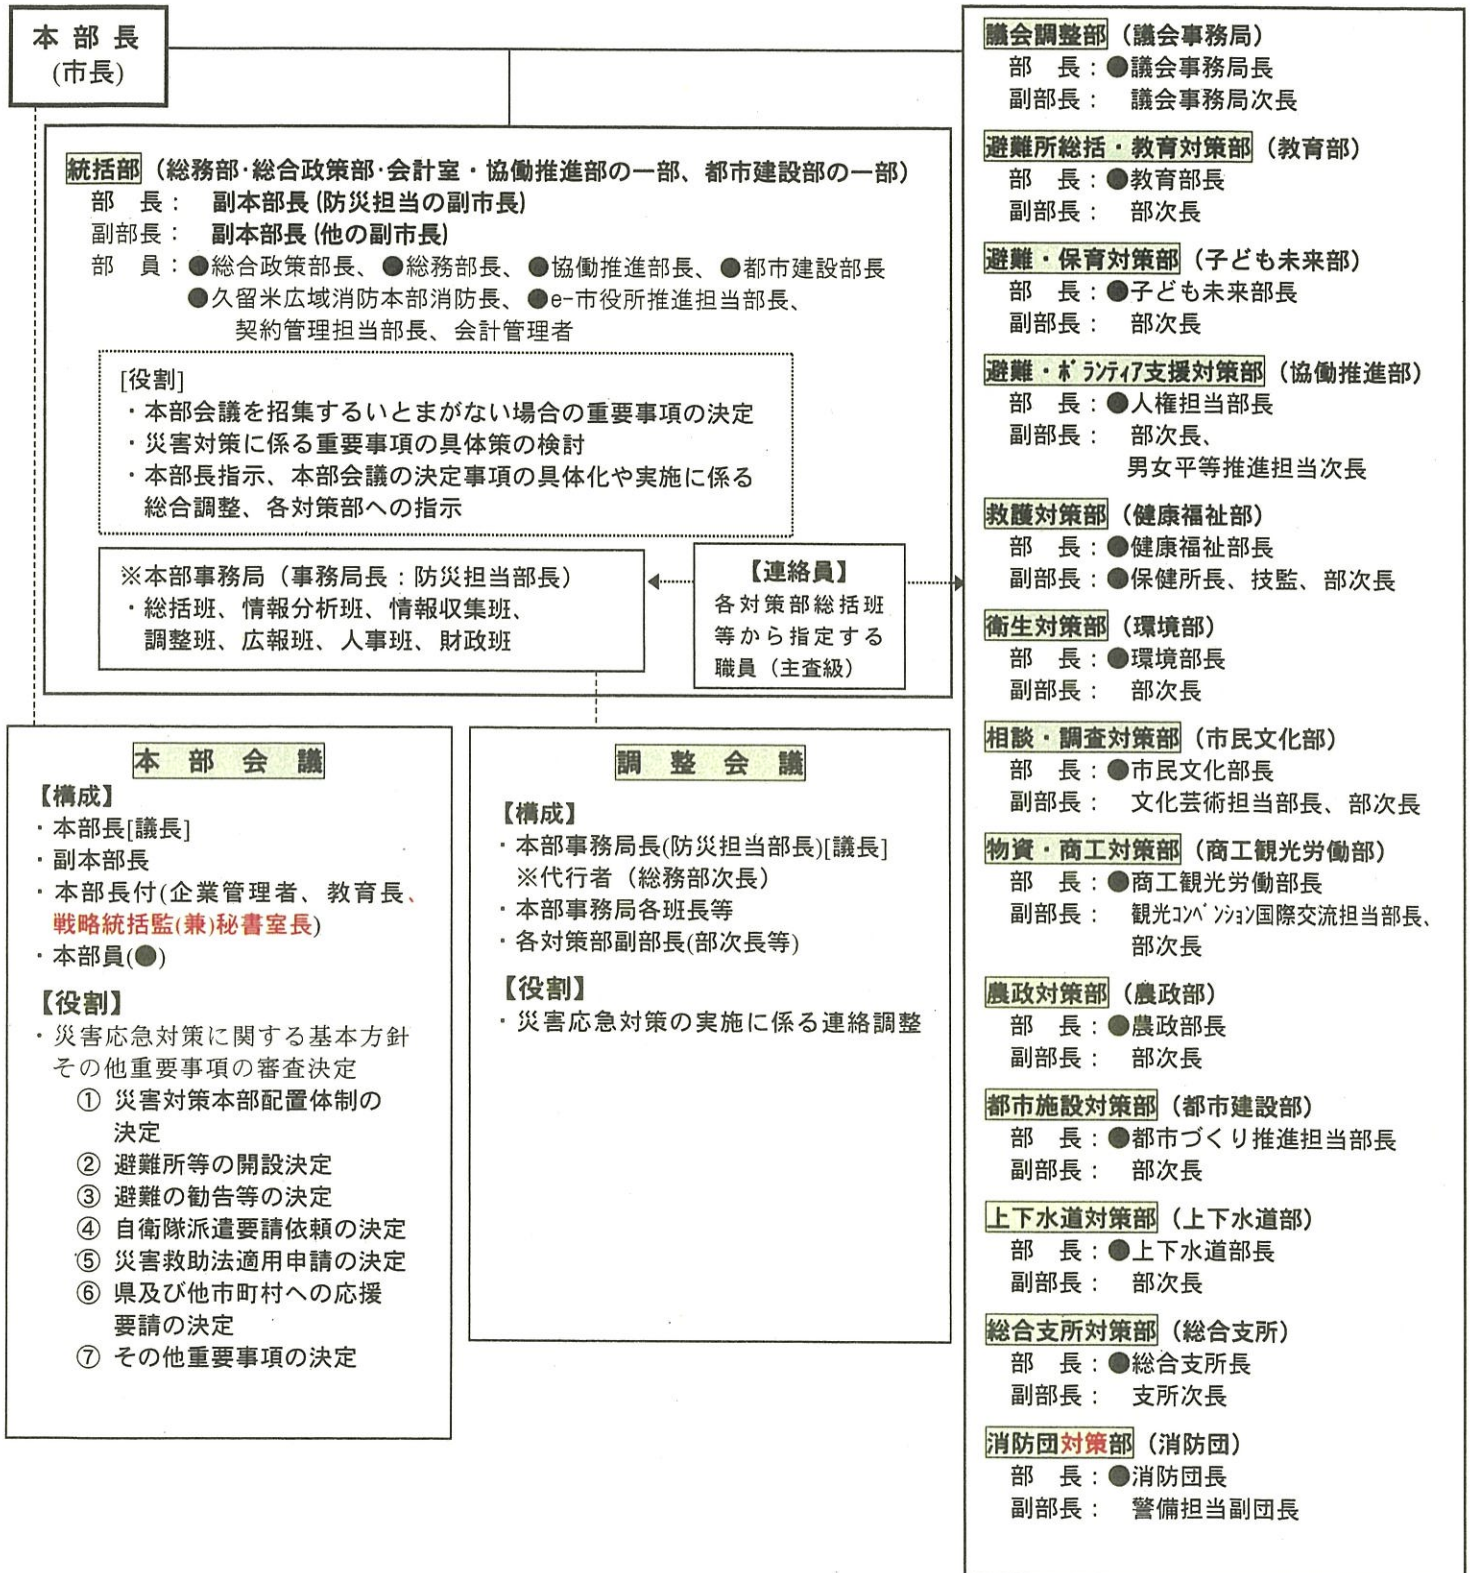 本部長
(市長)
統括部（総務部・総合政策部・会計室・協働推進部の一部、都市建設部の一部）
部　長：　副本部長(防災担当の副市長)
副部長：　副本部長(他の副市長)
部　員：●総合政策部長、●総務部長、●協働推進部長、●都市建設部長
●久留米広域消防本部消防長、●e-市役所推進担当部長、
契約管理担当部長、会計管理者
[役割]
・本部会議を招集するいとまがない場合の重要事項の決定
・災害対策に係る重要事項の具体策の検討
・本部長指示、本部会議の決定事項の具体化や実施に係る
総合調整、各対策部への指示
※本部事務局（事務局長：防災担当部長）
・総括班、情報分析班、情報収集班、
調整班、広報班、人事班、財政班
【連絡員】
各対策部総括班
等から指定する
職員（主査級）
本部会議
【構成】
・本部長[議長]
・副本部長
・本部長付(企業管理者、教育長、
戦略統括監(兼)秘書室長)
・本部員(●)
【役割】
・災害応急対策に関する基本方針
その他重要事項の審査決定
① 災害対策本部配置体制の
決定
② 避難所等の開設決定
③ 避難の勧告等の決定
④ 自衛隊派遣要請依頼の決定
⑤ 災害救助法適用申請の決定
⑥ 県及び他市町村への応援
要請の決定
⑦ その他重要事項の決定
調整会議
【構成】
・本部事務局長(防災担当部長)[議長]
※代行者（総務部次長）
・本部事務局各班長等
・各対策部副部長(部次長等)
【役割】
・災害応急対策の実施に係る連絡調整
議会調整部（議会事務局）
部　長：●議会事務局長
副部長：　議会事務局次長
避難所総括・教育対策部（教育部）
部　長：●教育部長
副部長：　部次長
避難・保育対策部（子ども未来部）
部　長：●子ども未来部長
副部長：　部次長
避難・ﾎﾞﾗﾝﾃｨｱ支援対策部（協働推進部）
部　長：●人権担当部長
副部長：　部次長、
男女平等推進担当次長
救護対策部（健康福祉部）
部　長：●健康福祉部長
副部長：●保健所長、技監、部次長
衛生対策部（環境部）
部　長：●環境部長
副部長：　部次長
相談・調査対策部（市民文化部）
部　長：●市民文化部長
副部長：　文化芸術担当部長、部次長
物資・商工対策部（商工観光労働部）
部　長：●商工観光労働部長
副部長：　観光ｺﾝﾍﾞﾝｼｮﾝ国際交流担当部長、
部次長
農政対策部（農政部）
部　長：●農政部長
副部長：　部次長
都市施設対策部（都市建設部）
部　長：●都市づくり推進担当部長
副部長：　部次長
上下水道対策部（上下水道部）
部　長：●上下水道部長
副部長：　部次長
総合支所対策部（総合支所）
部　長：●総合支所長
副部長：　支所次長
消防団対策部（消防団）
部　長：●消防団長
副部長：　警備担当副団長